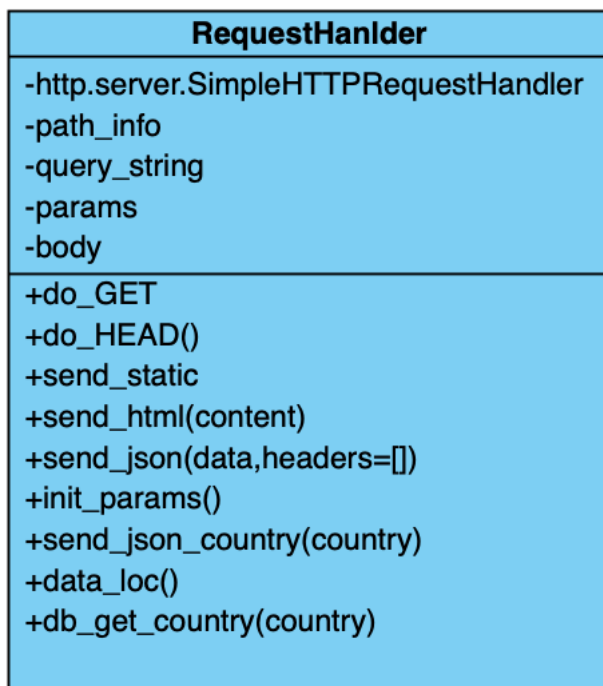 RequestHanlder
-http.server.SimpleHTTPRequestHandler
-path_info
-query_string
-params
-body
+do_GET
+do_HEAD()
+send_static
+send_html(content)
+send_json(data,headers=[])
+init_params()
+send_json_country(country)
+data_loc()
+db_get_country(country)